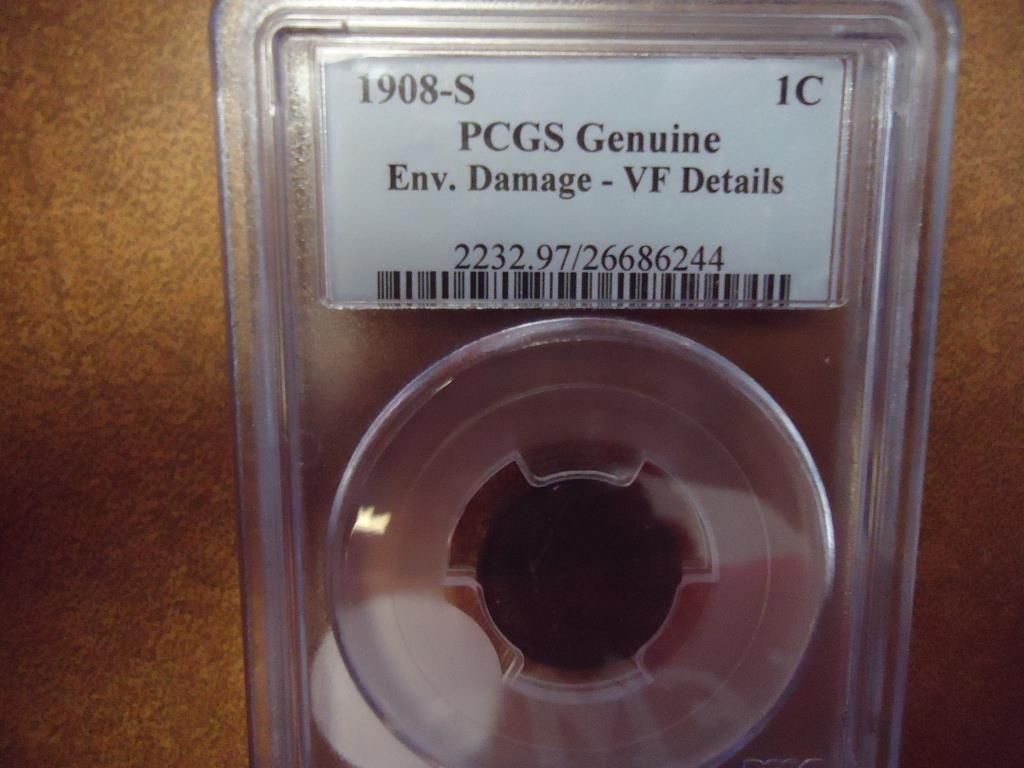 1908-S 1C
PCGS Genuine
Env. Damage - VF Details
2232.97/26686244